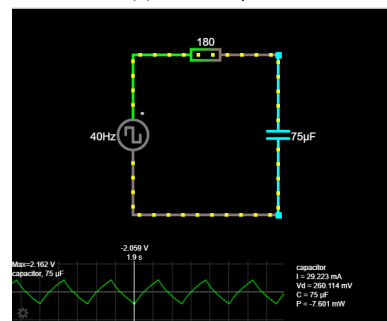 180
40Hz
75µF
-2.059 V
1.9 s
Max=2.162 V
capacitor, 75 µF
capacitor
I = 29.223 mA
Vd = 260.114 mV
C = 75 µF
P = -7.601 mW